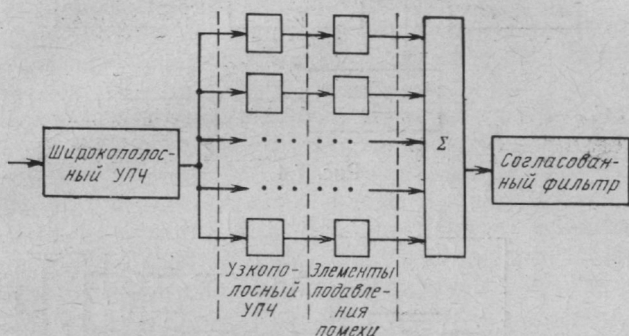 Широкополос-
ный УПЧ
Σ
Согласован-
ный фильтр
Узкопо-
лосный
УПЧ
Элементы
подавле-
ния
помехи